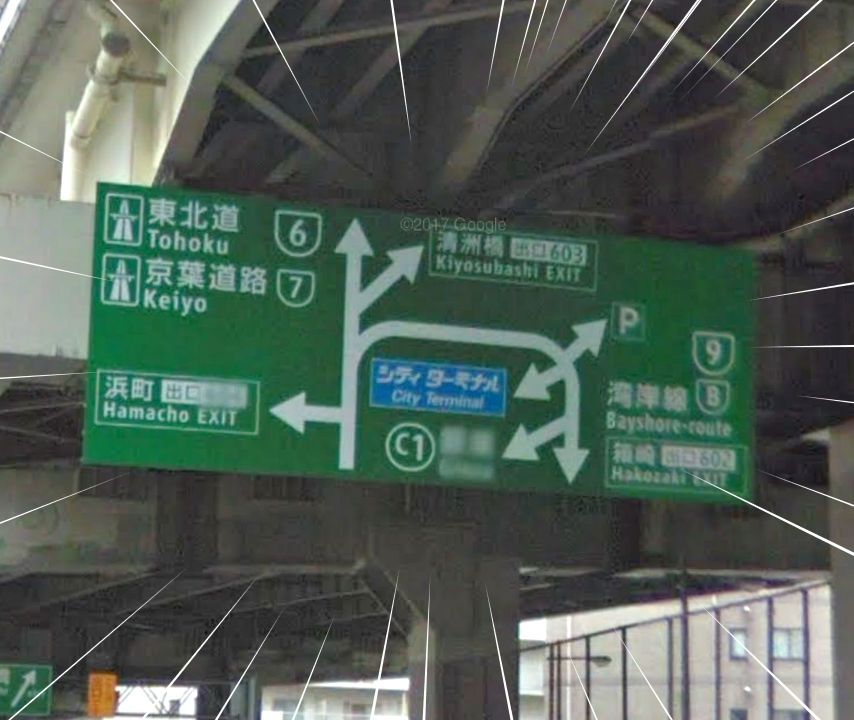 ©2017 Google
東北道
Tohoku
6
京葉道路
Keiyo
7
清洲橋 出口603
Kiyosubashi EXIT
P
9
シティ ターミナル
City Terminal
湾岸線 B
Bayshore-route
浜町 出口
Hamacho EXIT
C1
箱崎 出口602
Hakozaki EXIT